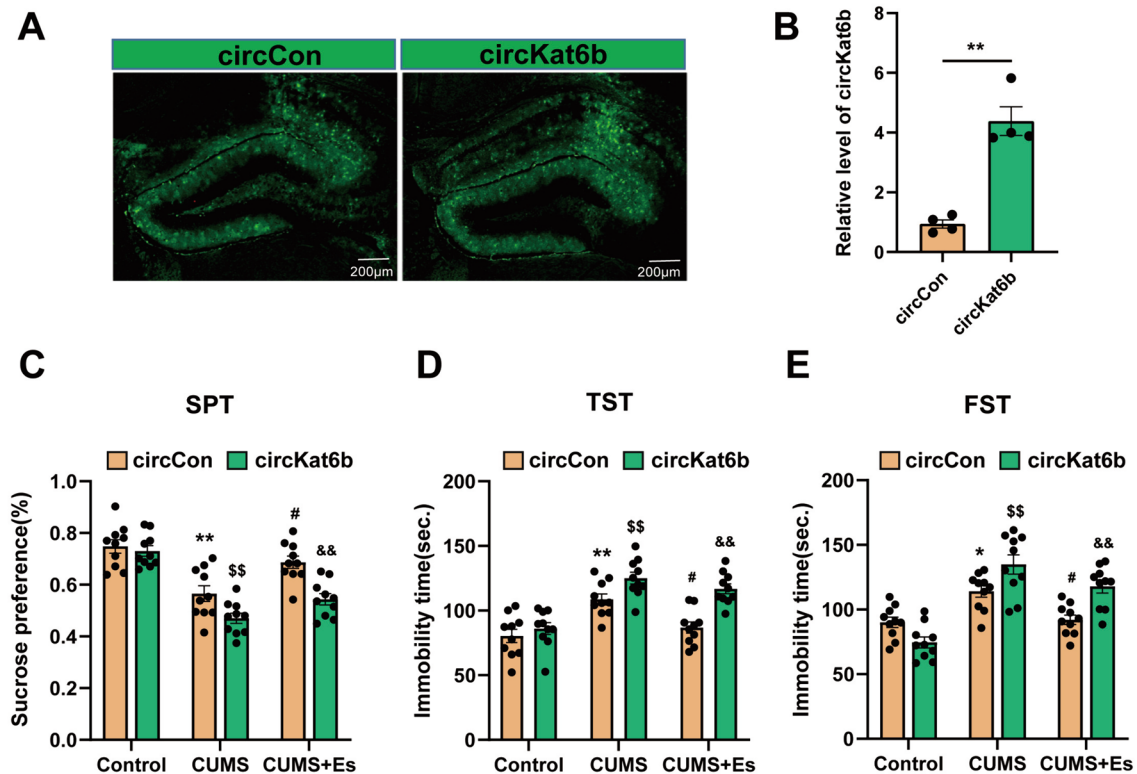 A
circCon
circKat6b
200μm
200μm
B
Relative level of circKat6b
8
6
4
2
0
**
circCon
circKat6b
C
SPT
circCon
circKat6b
Sucrose preference(%)
1.0
0.8
0.6
0.4
0.2
0.0
**
$$
#
&&
Control
CUMS
CUMS+Es
D
TST
circCon
circKat6b
Immobility time(sec.)
200
150
100
50
0
**
$$
#
&&
Control
CUMS
CUMS+Es
E
FST
circCon
circKat6b
Immobility time(sec.)
200
150
100
50
0
*
$$
#
&&
Control
CUMS
CUMS+Es